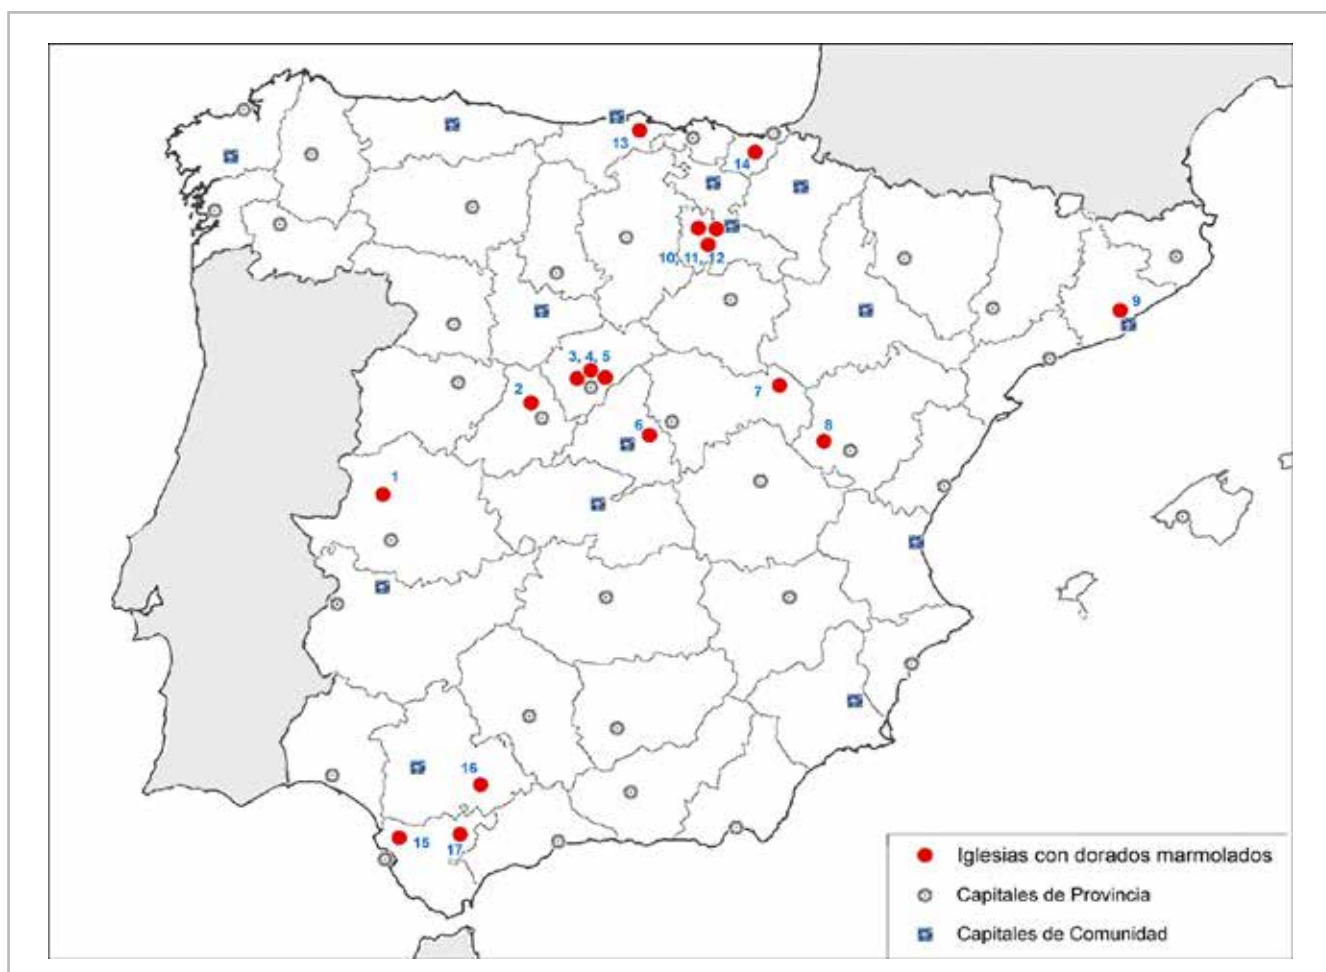 13
14
10, 11, 12
9
3, 4, 5
2
7
6
8
1
16
15
17
Iglesias con dorados marmolados
Capitales de Provincia
Capitales de Comunidad